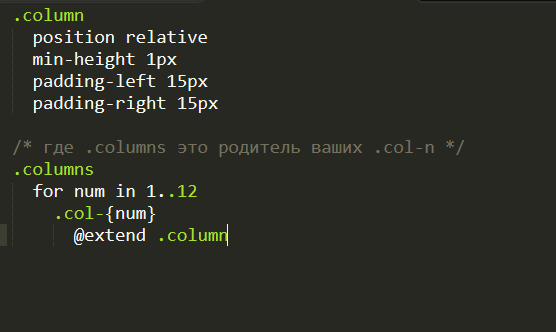 .column
position relative
min-height 1px
padding-left 15px
padding-right 15px
/* где .columns это родитель ваших .col-n */
.columns
for num in 1..12
.col-{num}
@extend .column